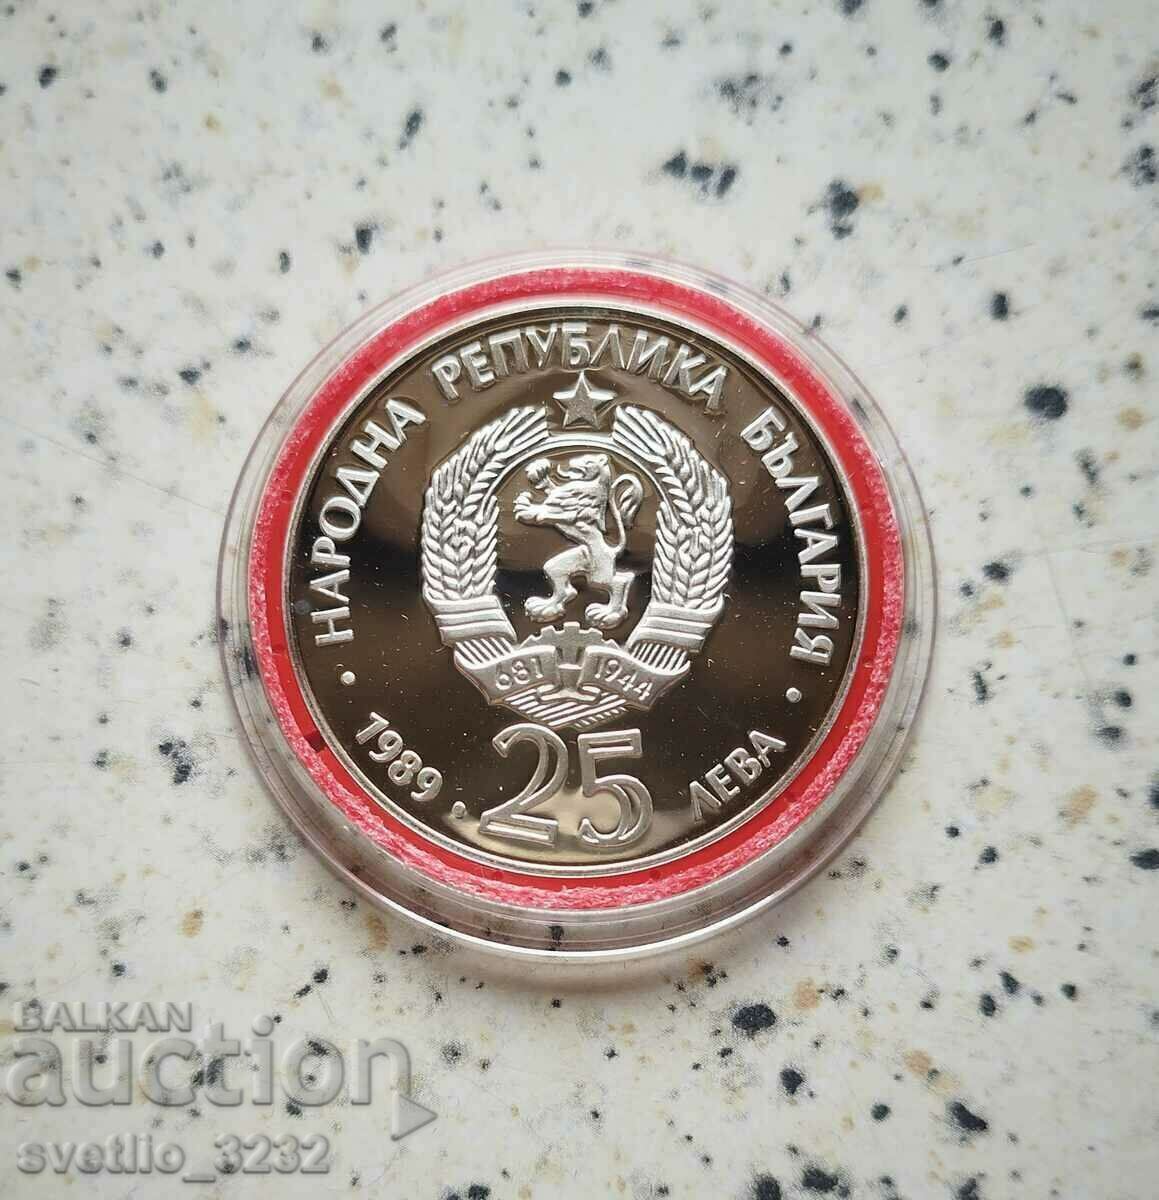 · НАРОДНА РЕПУБЛИКА БЪЛГАРИЯ ·
681 1944
1989 · 25 ЛЕВА
BALKAN
auction
svetlio_3232